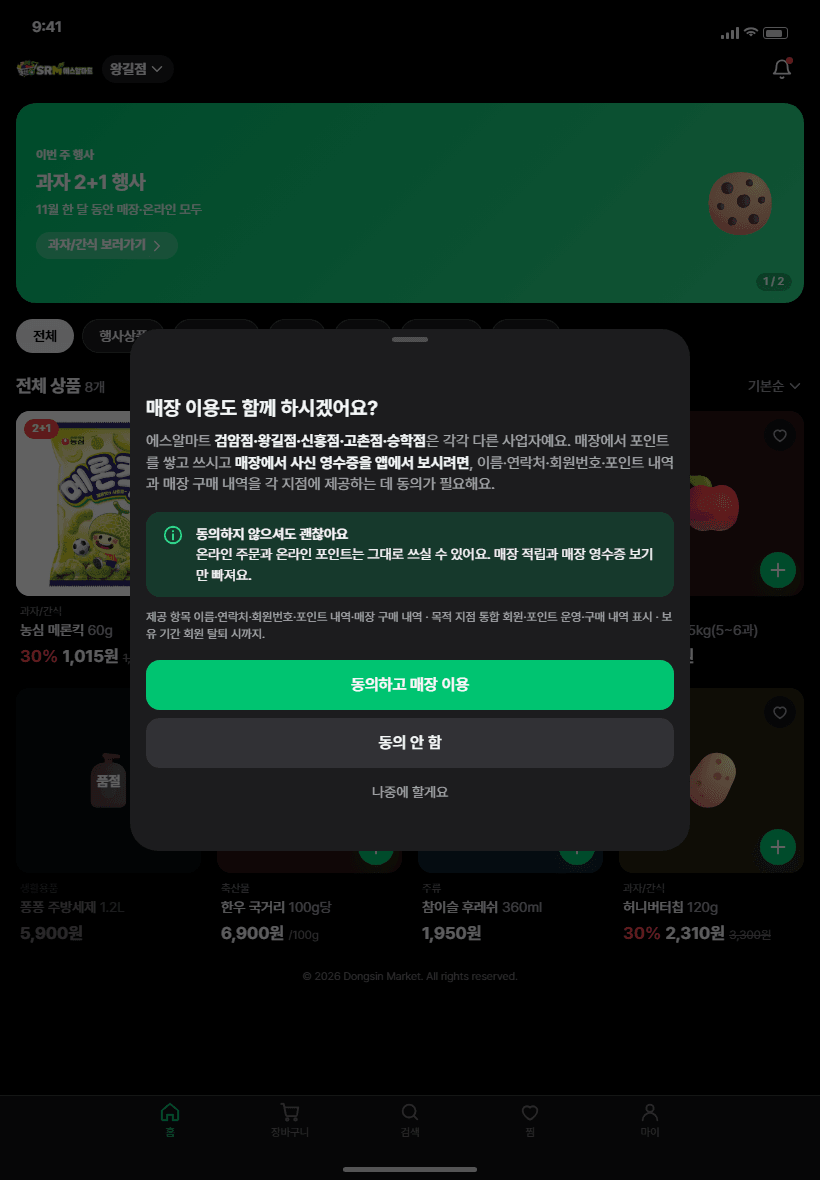 9:41
SRM 에스알마트
왕길점
이번 주 행사
과자 2+1 행사
11월 한 달 동안 매장·온라인 모두
과자/간식 보러가기
1 / 2
전체
행사상품
전체 상품 8개
기본순
2+1
농심
메론킥
매장 이용도 함께 하시겠어요?
에스알마트 검암점·왕길점·신흥점·고촌점·승학점은 각각 다른 사업자예요. 매장에서 포인트
를 쌓고 쓰시고 매장에서 사신 영수증을 앱에서 보시려면, 이름·연락처·회원번호·포인트 내역
과 매장 구매 내역을 각 지점에 제공하는 데 동의가 필요해요.
동의하지 않으셔도 괜찮아요
온라인 주문과 온라인 포인트는 그대로 쓰실 수 있어요. 매장 적립과 매장 영수증 보기
만 빠져요.
제공 항목 이름·연락처·회원번호·포인트 내역·매장 구매 내역 · 목적 지점 통합 회원·포인트 운영·구매 내역 표시 · 보
유 기간 회원 탈퇴 시까지.
동의하고 매장 이용
동의 안 함
나중에 할게요
과자/간식
농심 메론킥 60g
30% 1,015원
5kg(5~6과)
원
품절
생활용품
퐁퐁 주방세제 1.2L
5,900원
축산물
한우 국거리 100g당
6,900원 /100g
주류
참이슬 후레쉬 360ml
1,950원
과자/간식
허니버터칩 120g
30% 2,310원 3,300원
© 2026 Dongsin Market. All rights reserved.
홈
장바구니
검색
찜
마이